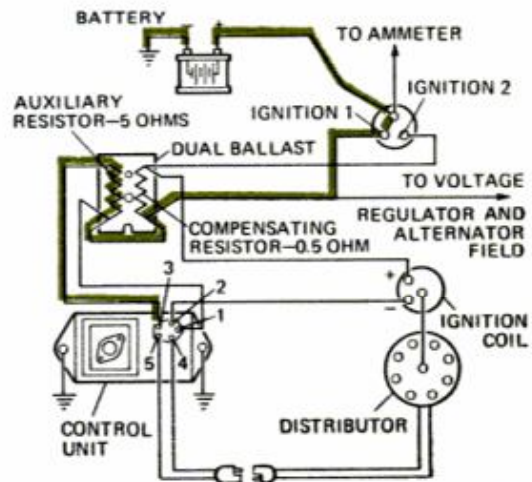 BATTERY
− +
TO AMMETER
AUXILIARY
RESISTOR–5 OHMS
IGNITION 1
IGNITION 2
DUAL BALLAST
TO VOLTAGE
REGULATOR AND
ALTERNATOR
FIELD
COMPENSATING
RESISTOR–0.5 OHM
3
2
1
5
4
+
−
IGNITION
COIL
CONTROL
UNIT
DISTRIBUTOR